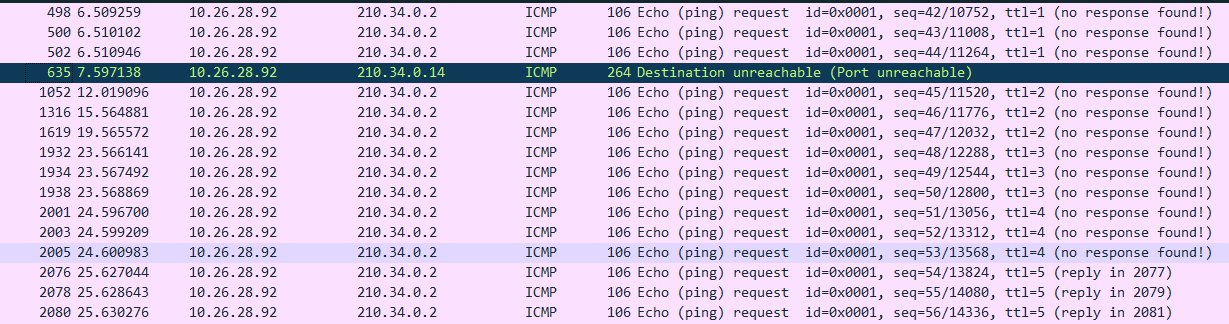 498 6.509259 10.26.28.92 210.34.0.2 ICMP 106 Echo (ping) request id=0x0001, seq=42/10752, ttl=1 (no response found!)
500 6.510102 10.26.28.92 210.34.0.2 ICMP 106 Echo (ping) request id=0x0001, seq=43/11008, ttl=1 (no response found!)
502 6.510946 10.26.28.92 210.34.0.2 ICMP 106 Echo (ping) request id=0x0001, seq=44/11264, ttl=1 (no response found!)
635 7.597138 10.26.28.92 210.34.0.14 ICMP 264 Destination unreachable (Port unreachable)
1052 12.019096 10.26.28.92 210.34.0.2 ICMP 106 Echo (ping) request id=0x0001, seq=45/11520, ttl=2 (no response found!)
1316 15.564881 10.26.28.92 210.34.0.2 ICMP 106 Echo (ping) request id=0x0001, seq=46/11776, ttl=2 (no response found!)
1619 19.565572 10.26.28.92 210.34.0.2 ICMP 106 Echo (ping) request id=0x0001, seq=47/12032, ttl=2 (no response found!)
1932 23.566141 10.26.28.92 210.34.0.2 ICMP 106 Echo (ping) request id=0x0001, seq=48/12288, ttl=3 (no response found!)
1934 23.567492 10.26.28.92 210.34.0.2 ICMP 106 Echo (ping) request id=0x0001, seq=49/12544, ttl=3 (no response found!)
1938 23.568869 10.26.28.92 210.34.0.2 ICMP 106 Echo (ping) request id=0x0001, seq=50/12800, ttl=3 (no response found!)
2001 24.596700 10.26.28.92 210.34.0.2 ICMP 106 Echo (ping) request id=0x0001, seq=51/13056, ttl=4 (no response found!)
2003 24.599209 10.26.28.92 210.34.0.2 ICMP 106 Echo (ping) request id=0x0001, seq=52/13312, ttl=4 (no response found!)
2005 24.600983 10.26.28.92 210.34.0.2 ICMP 106 Echo (ping) request id=0x0001, seq=53/13568, ttl=4 (no response found!)
2076 25.627044 10.26.28.92 210.34.0.2 ICMP 106 Echo (ping) request id=0x0001, seq=54/13824, ttl=5 (reply in 2077)
2078 25.628643 10.26.28.92 210.34.0.2 ICMP 106 Echo (ping) request id=0x0001, seq=55/14080, ttl=5 (reply in 2079)
2080 25.630276 10.26.28.92 210.34.0.2 ICMP 106 Echo (ping) request id=0x0001, seq=56/14336, ttl=5 (reply in 2081)